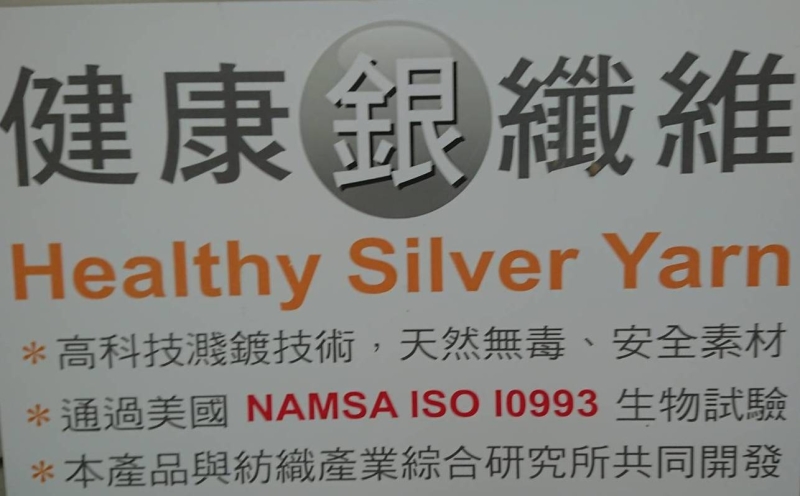 健康銀纖維
Healthy Silver Yarn
*高科技濺鍍技術，天然無毒、安全素材
*通過美國 NAMSA ISO I0993 生物試驗
*本產品與紡織產業綜合研究所共同開發